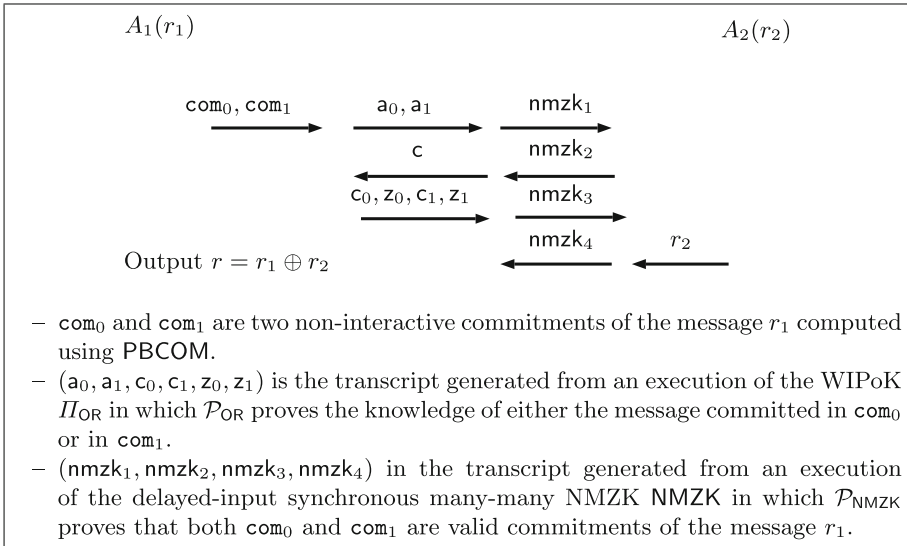 A₁(r₁) A₂(r₂)
com₀, com₁ a₀, a₁ nmzk₁
c nmzk₂
c₀, z₀, c₁, z₁ nmzk₃
nmzk₄ r₂
Output r = r₁ ⊕ r₂
– com₀ and com₁ are two non-interactive commitments of the message r₁ computed
using PBCOM.
– (a₀, a₁, c₀, c₁, z₀, z₁) is the transcript generated from an execution of the WIPoK
Π_OR in which 𝒫_OR proves the knowledge of either the message committed in com₀
or in com₁.
– (nmzk₁, nmzk₂, nmzk₃, nmzk₄) in the transcript generated from an execution
of the delayed-input synchronous many-many NMZK NMZK in which 𝒫_NMZK
proves that both com₀ and com₁ are valid commitments of the message r₁.